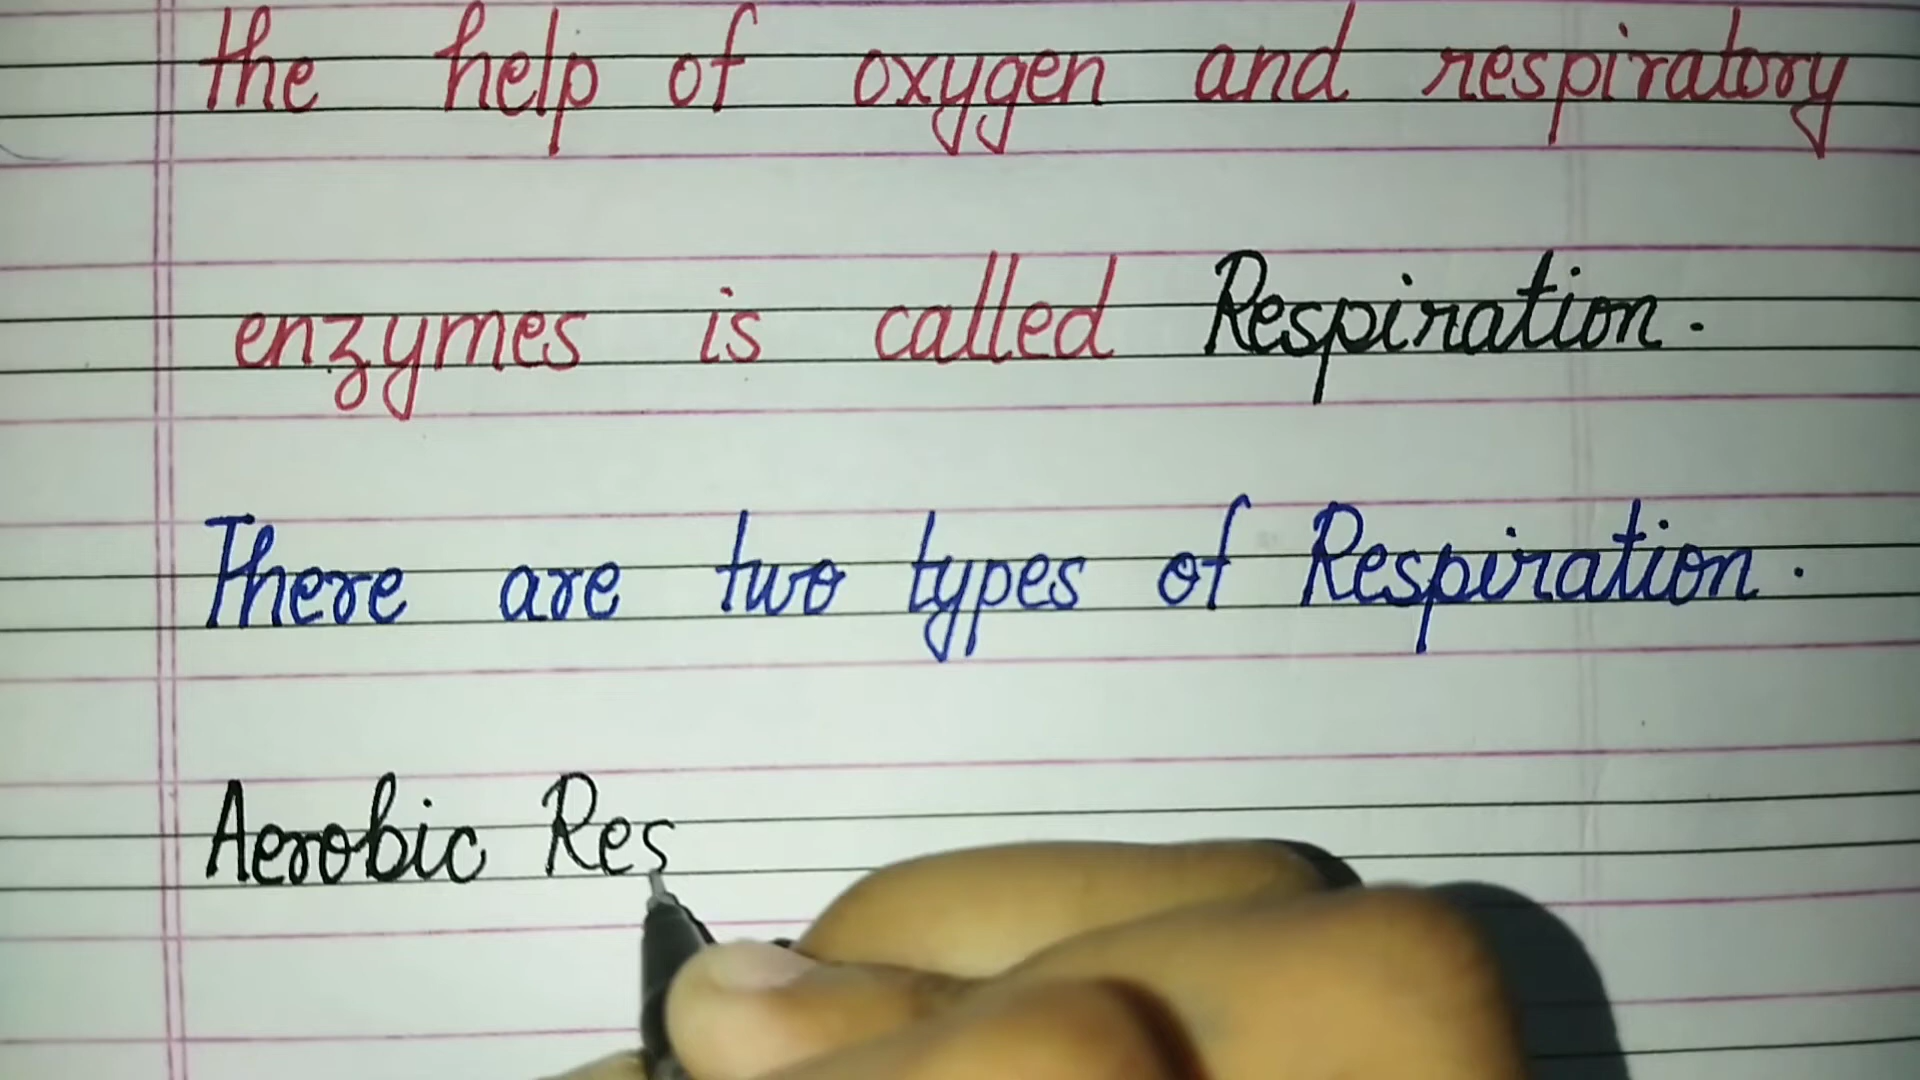 the help of oxygen and respiratory
enzymes is called Respiration.
There are two types of Respiration.
Aerobic Res